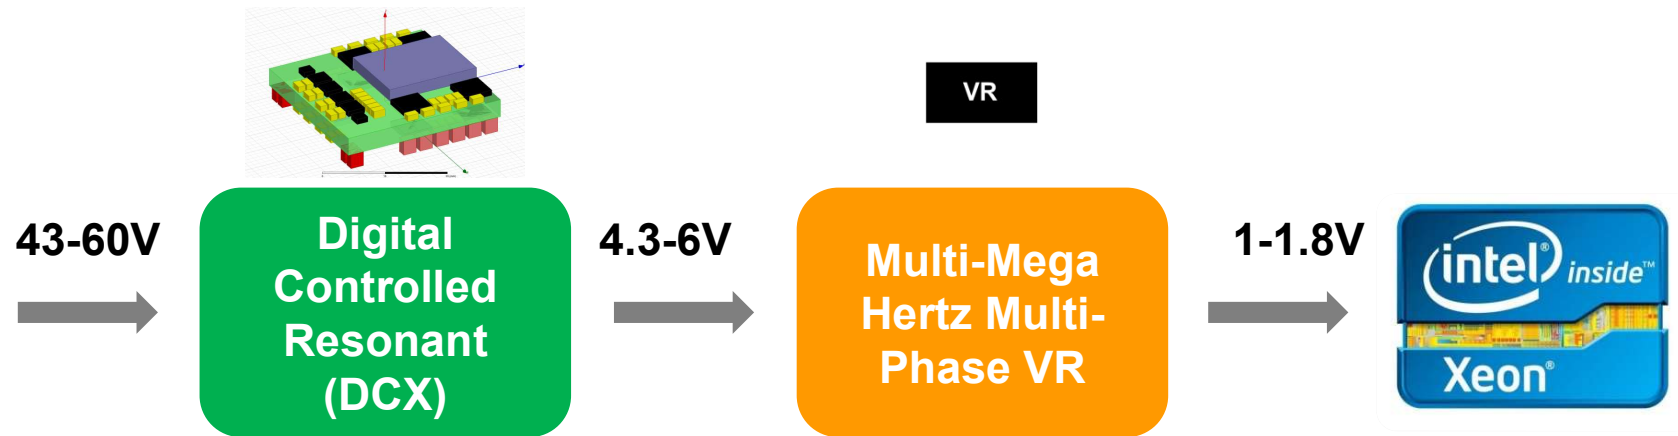 VR
43-60V
Digital
Controlled
Resonant
(DCX)
4.3-6V
Multi-Mega
Hertz Multi-
Phase VR
1-1.8V
intel® inside™
Xeon®